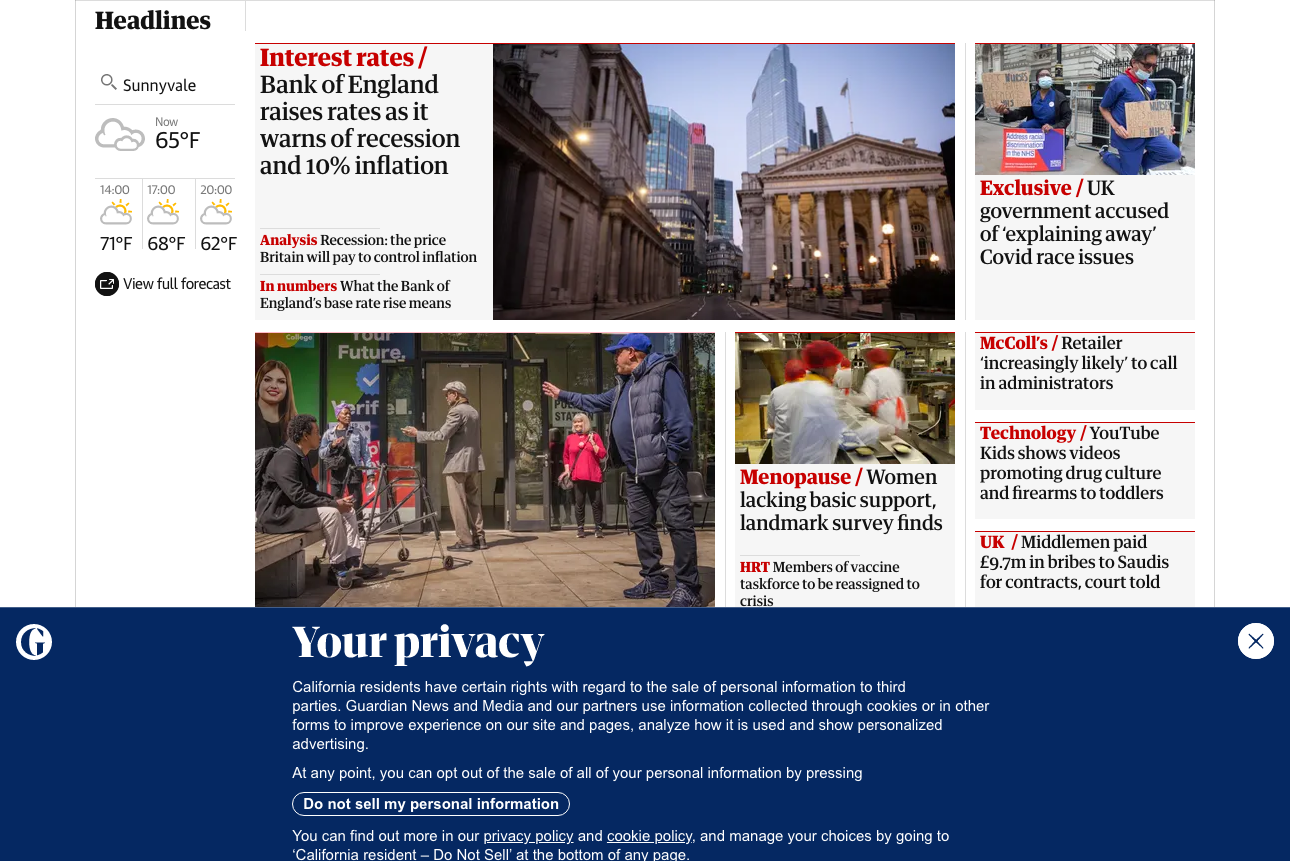 Headlines
Sunnyvale
Now
65°F
14:00
17:00
20:00
71°F
68°F
62°F
View full forecast
Interest rates /
Bank of England
raises rates as it
warns of recession
and 10% inflation
Analysis Recession: the price
Britain will pay to control inflation
In numbers What the Bank of
England's base rate rise means
Address racial
discrimination
in the NHS
NHS
Exclusive / UK
government accused
of ‘explaining away’
Covid race issues
College
Your
Future.
Verif
Menopause / Women
lacking basic support,
landmark survey finds
HRT Members of vaccine
taskforce to be reassigned to
crisis
McColl's / Retailer
‘increasingly likely’ to call
in administrators
Technology / YouTube
Kids shows videos
promoting drug culture
and firearms to toddlers
UK / Middlemen paid
£9.7m in bribes to Saudis
for contracts, court told
G
Your privacy
California residents have certain rights with regard to the sale of personal information to third
parties. Guardian News and Media and our partners use information collected through cookies or in other
forms to improve experience on our site and pages, analyze how it is used and show personalized
advertising.
At any point, you can opt out of the sale of all of your personal information by pressing
Do not sell my personal information
You can find out more in our privacy policy and cookie policy, and manage your choices by going to
‘California resident – Do Not Sell’ at the bottom of any page.